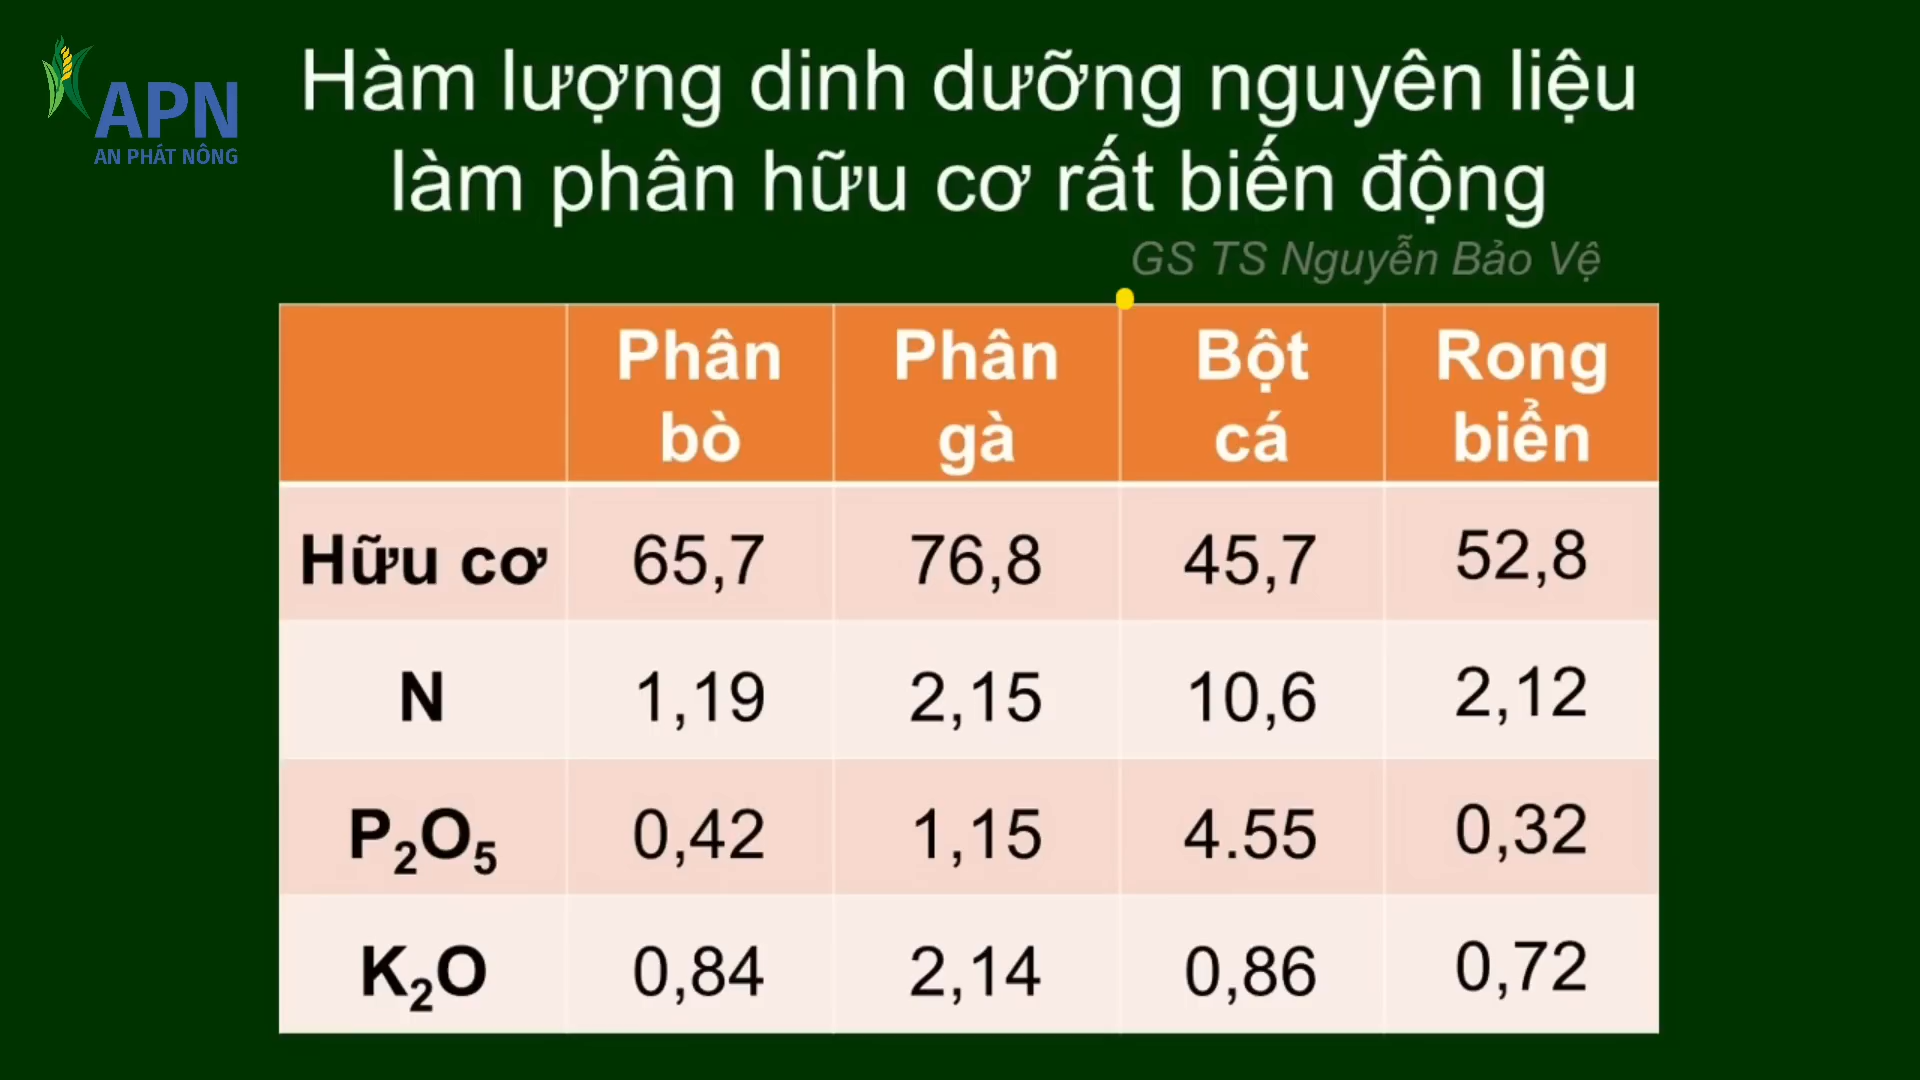 APN
AN PHÁT NÔNG
Hàm lượng dinh dưỡng nguyên liệu
làm phân hữu cơ rất biến động
GS TS Nguyễn Bảo Vệ
Phân bò Phân gà Bột cá Rong biển
Hữu cơ 65,7 76,8 45,7 52,8
N 1,19 2,15 10,6 2,12
P₂O₅ 0,42 1,15 4.55 0,32
K₂O 0,84 2,14 0,86 0,72